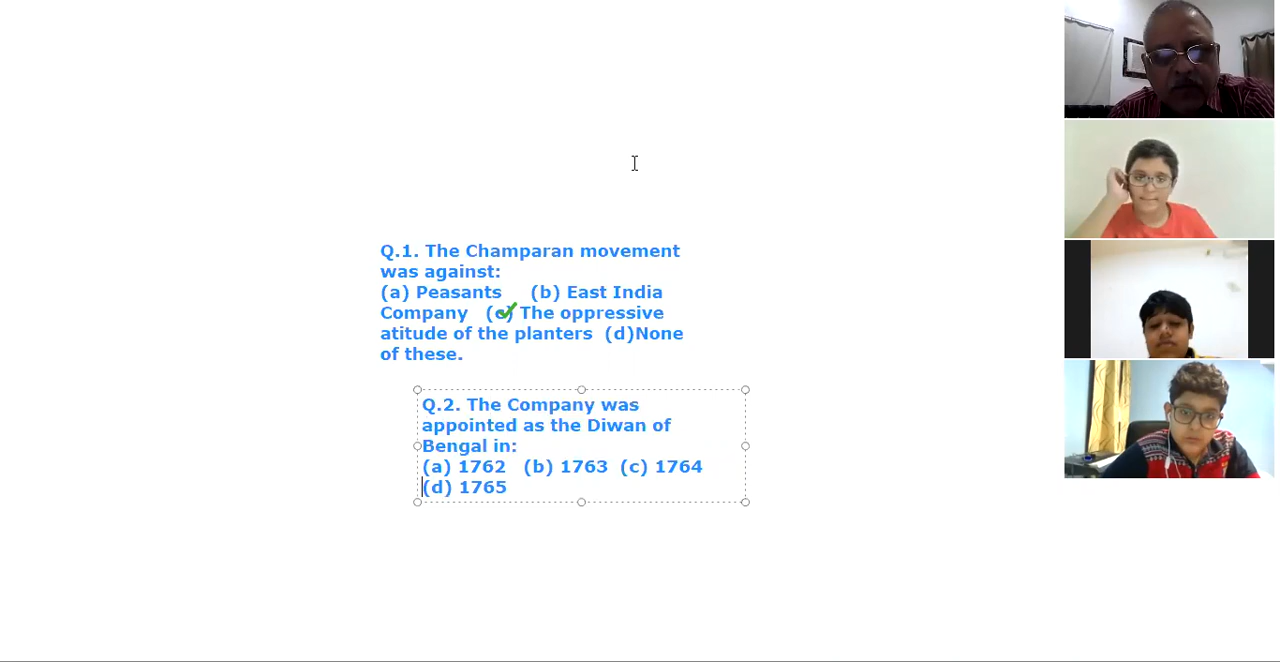 Q.1. The Champaran movement
was against:
(a) Peasants (b) East India
Company (c) The oppressive
atitude of the planters (d)None
of these.
Q.2. The Company was
appointed as the Diwan of
Bengal in:
(a) 1762 (b) 1763 (c) 1764
(d) 1765